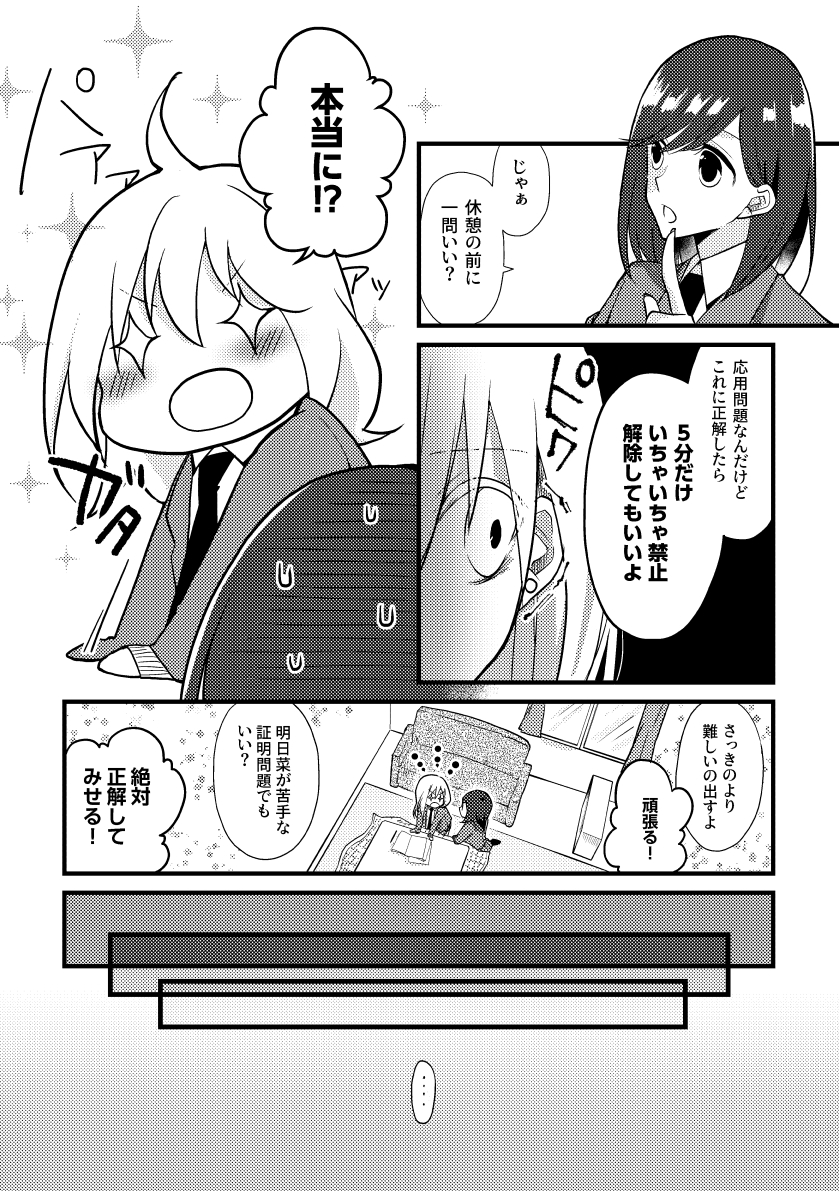 じゃぁ
休憩の前に
一問いい？
応用問題なんだけど
これに正解したら
5分だけ
いちゃいちゃ禁止
解除してもいいよ
ピク
本当に!?
パァァァッ
ガタ
さっきのより
難しいの出すよ
頑張る！
明日菜が苦手な
証明問題でも
いい？
絶対
正解して
みせる！
....